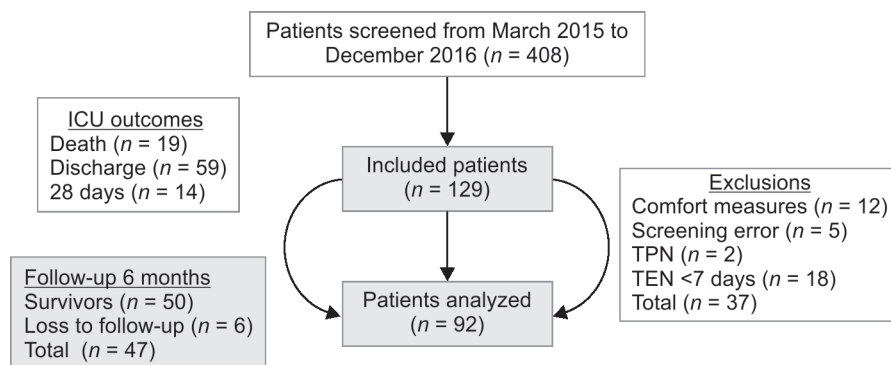 Patients screened from March 2015 to
December 2016 (n = 408)
ICU outcomes
Death (n = 19)
Discharge (n = 59)
28 days (n = 14)
Included patients
(n = 129)
Exclusions
Comfort measures (n = 12)
Screening error (n = 5)
TPN (n = 2)
TEN <7 days (n = 18)
Total (n = 37)
Follow-up 6 months
Survivors (n = 50)
Loss to follow-up (n = 6)
Total (n = 47)
Patients analyzed
(n = 92)